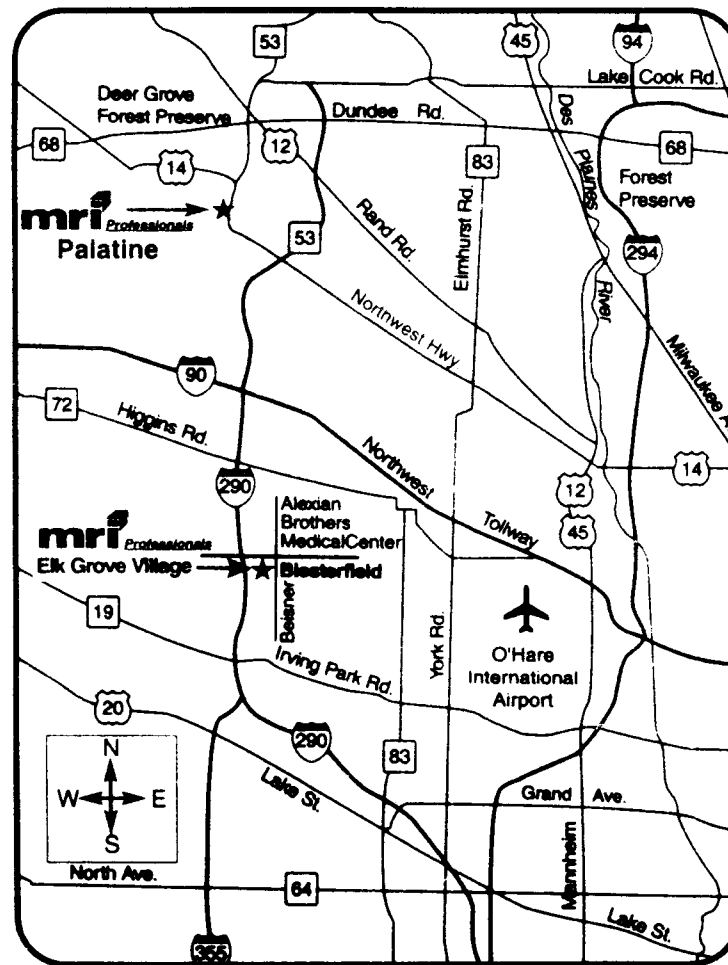 53
45
94
Lake Cook Rd.
Deer Grove
Forest Preserve
Dundee Rd.
Des
Plaines
River
68
14
12
83
68
Forest
Preserve
mri Professionals
Palatine
53
Rand Rd.
Elmhurst Rd.
294
Northwest Hwy
Milwaukee A
90
72
Higgins Rd.
Northwest
Tollway
14
290
12
45
Alexian
Brothers
MedicalCenter
mri Professionals
Elk Grove Village
Biesterfield
Beisner
19
Irving Park Rd.
York Rd.
O'Hare
International
Airport
20
290
83
N
W E
S
Lake St.
Grand Ave.
Mannheim
North Ave.
64
Lake St.
355